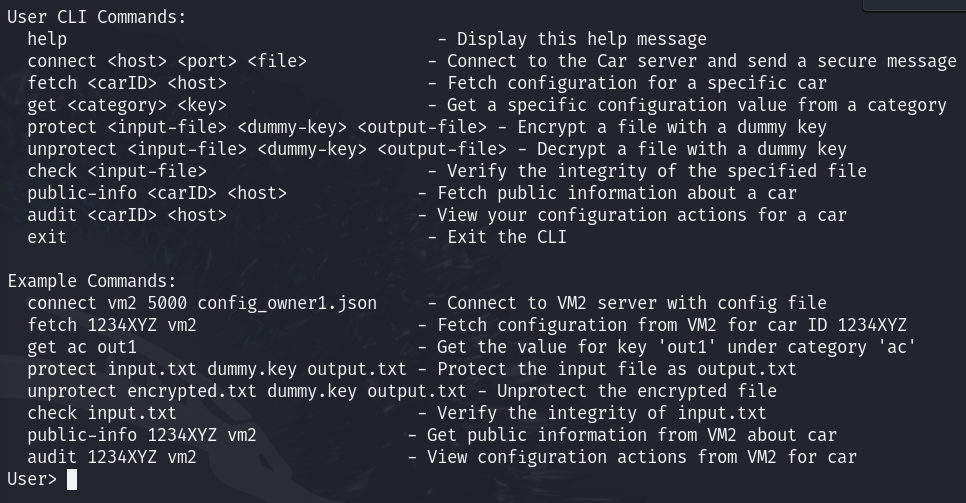 User CLI Commands:
  help                                     - Display this help message
  connect <host> <port> <file>            - Connect to the Car server and send a secure message
  fetch <carID> <host>                    - Fetch configuration for a specific car
  get <category> <key>                    - Get a specific configuration value from a category
  protect <input-file> <dummy-key> <output-file> - Encrypt a file with a dummy key
  unprotect <input-file> <dummy-key> <output-file> - Decrypt a file with a dummy key
  check <input-file>                      - Verify the integrity of the specified file
  public-info <carID> <host>             - Fetch public information about a car
  audit <carID> <host>                   - View your configuration actions for a car
  exit                                    - Exit the CLI

Example Commands:
  connect vm2 5000 config_owner1.json     - Connect to VM2 server with config file
  fetch 1234XYZ vm2                      - Fetch configuration from VM2 for car ID 1234XYZ
  get ac out1                            - Get the value for key 'out1' under category 'ac'
  protect input.txt dummy.key output.txt - Protect the input file as output.txt
  unprotect encrypted.txt dummy.key output.txt - Unprotect the encrypted file
  check input.txt                        - Verify the integrity of input.txt
  public-info 1234XYZ vm2               - Get public information from VM2 about car
  audit 1234XYZ vm2                     - View configuration actions from VM2 for car
User>